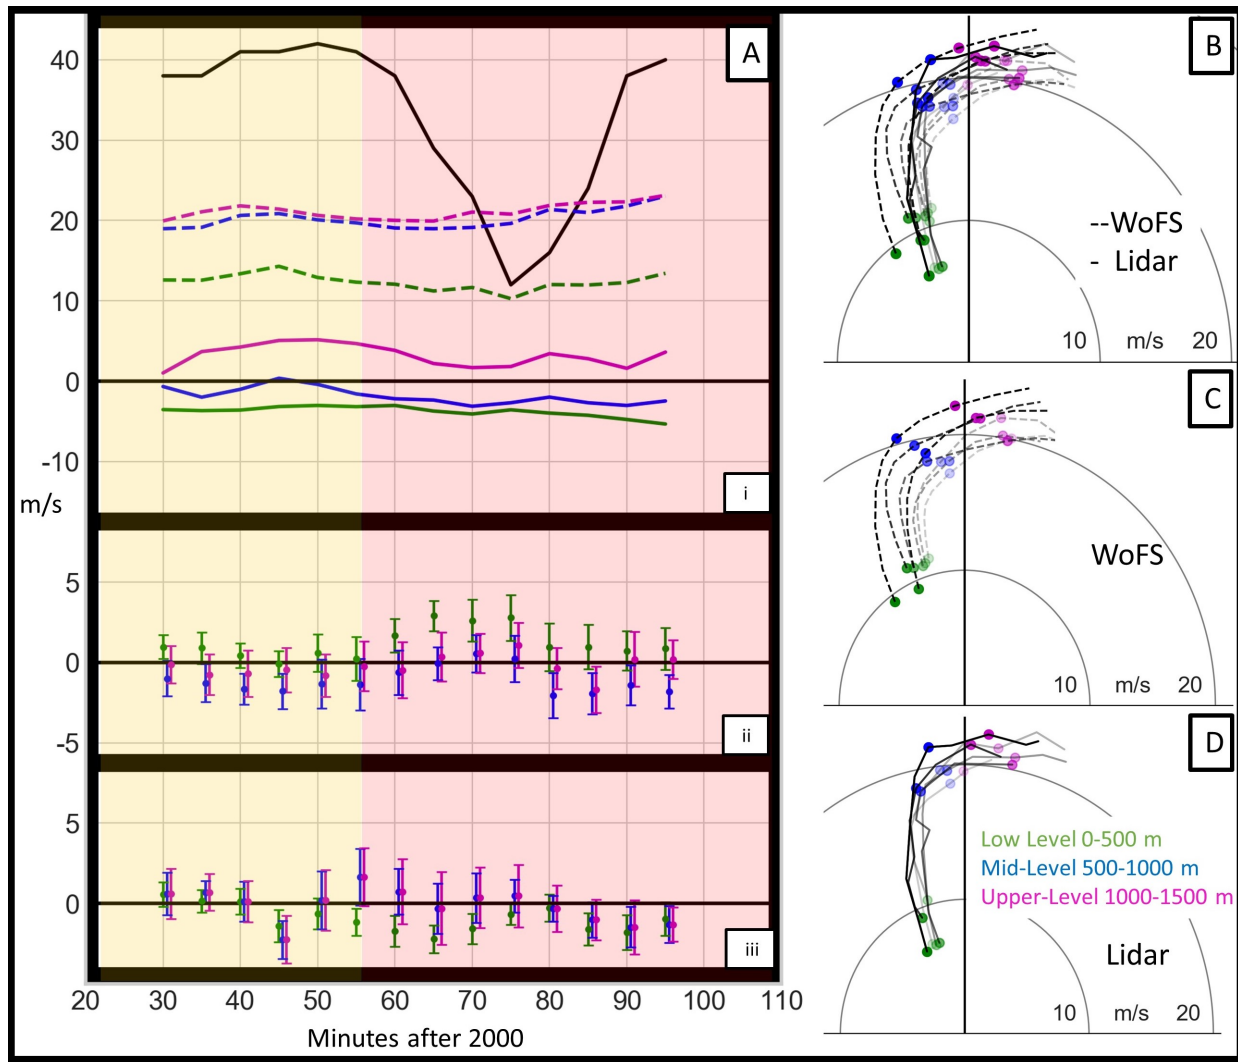 A
40
30
20
10
0
-10
m/s
i
5
0
-5
ii
5
0
iii
20 30 40 50 60 70 80 90 100 110
Minutes after 2000
B
--WoFS
- Lidar
10 m/s 20
C
WoFS
10 m/s 20
D
Low Level 0-500 m
Mid-Level 500-1000 m
Upper-Level 1000-1500 m
Lidar
10 m/s 20